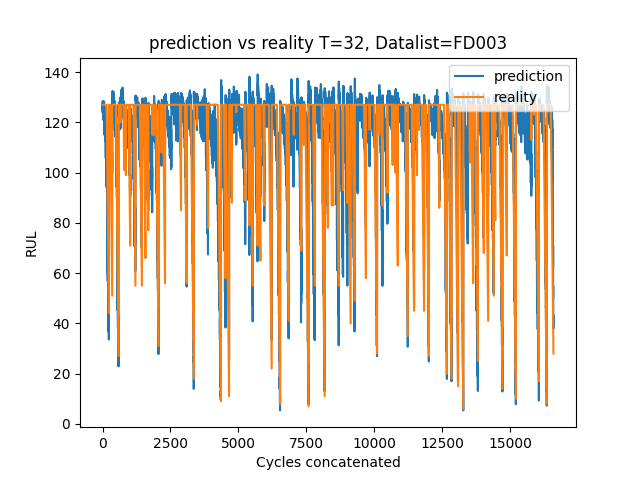 prediction vs reality T=32, Datalist=FD003
prediction
reality
140
120
100
80
60
40
20
0
RUL
0 2500 5000 7500 10000 12500 15000
Cycles concatenated